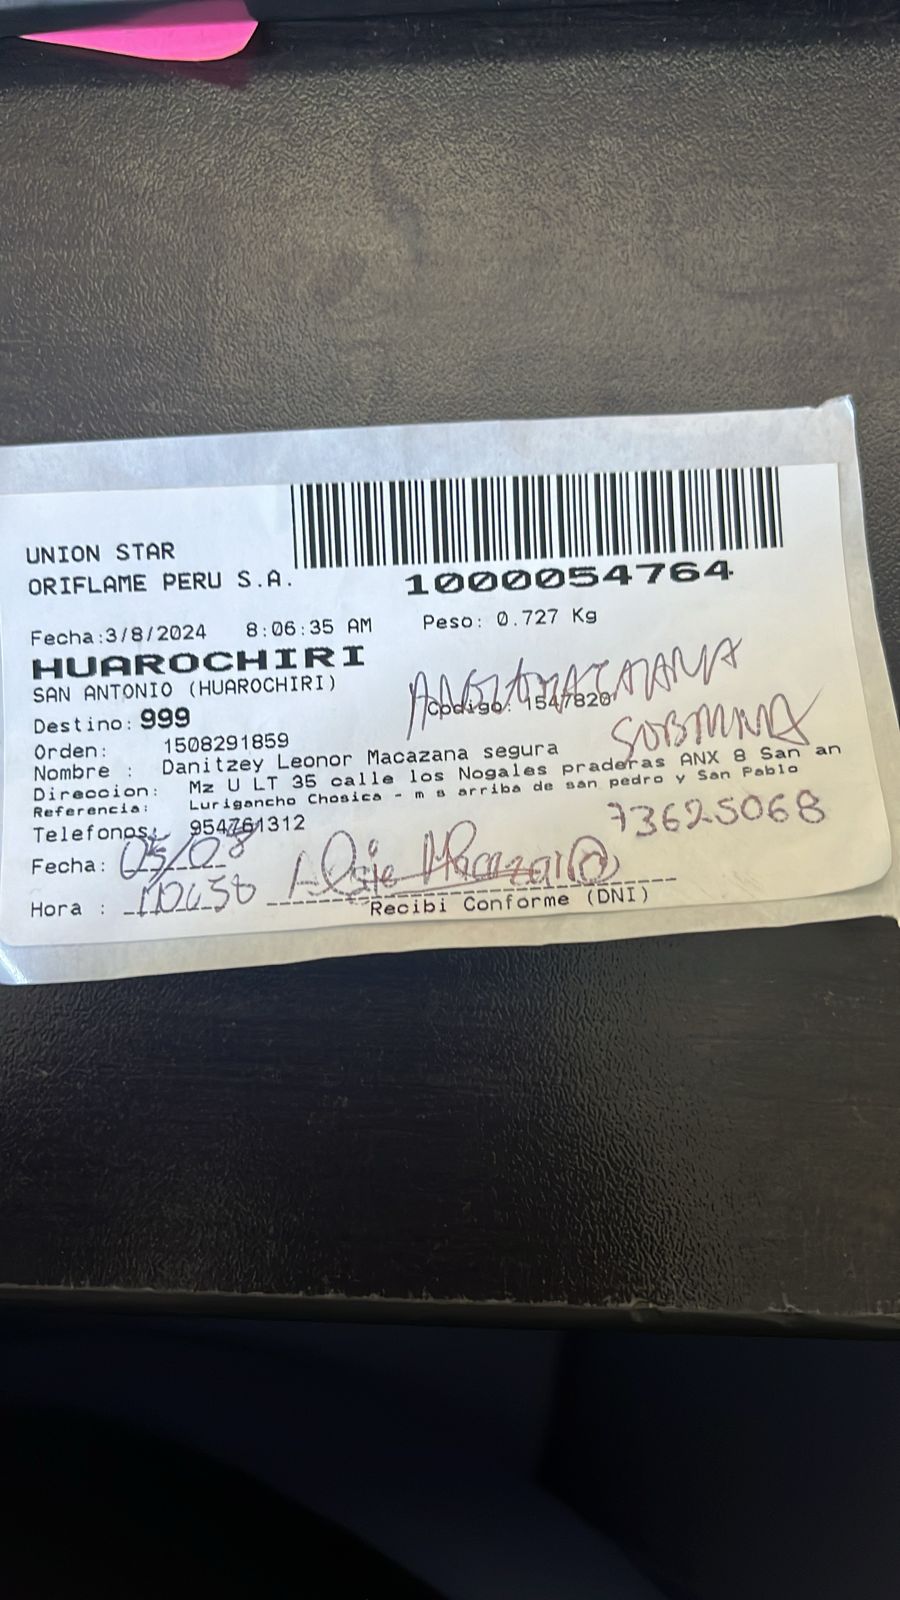 UNION STAR
ORIFLAME PERU S.A.
1000054764
Fecha:3/8/2024 8:06:35 AM Peso: 0.727 Kg
HUAROCHIRI
SAN ANTONIO (HUAROCHIRI)
MACAZANA
Destino: 999 Codigo: 1547820
SOBRINA
Orden: 1508291859
Nombre : Danitzey Leonor Macazana segura
Direccion: Mz U LT 35 calle los Nogales praderas ANX 8 San an
Referencia: Lurigancho Chosica - m s arriba de san pedro y San Pablo
Telefonos: 954761312 73625068
Fecha: 05/08
Hora :
Recibi Conforme (DNI)